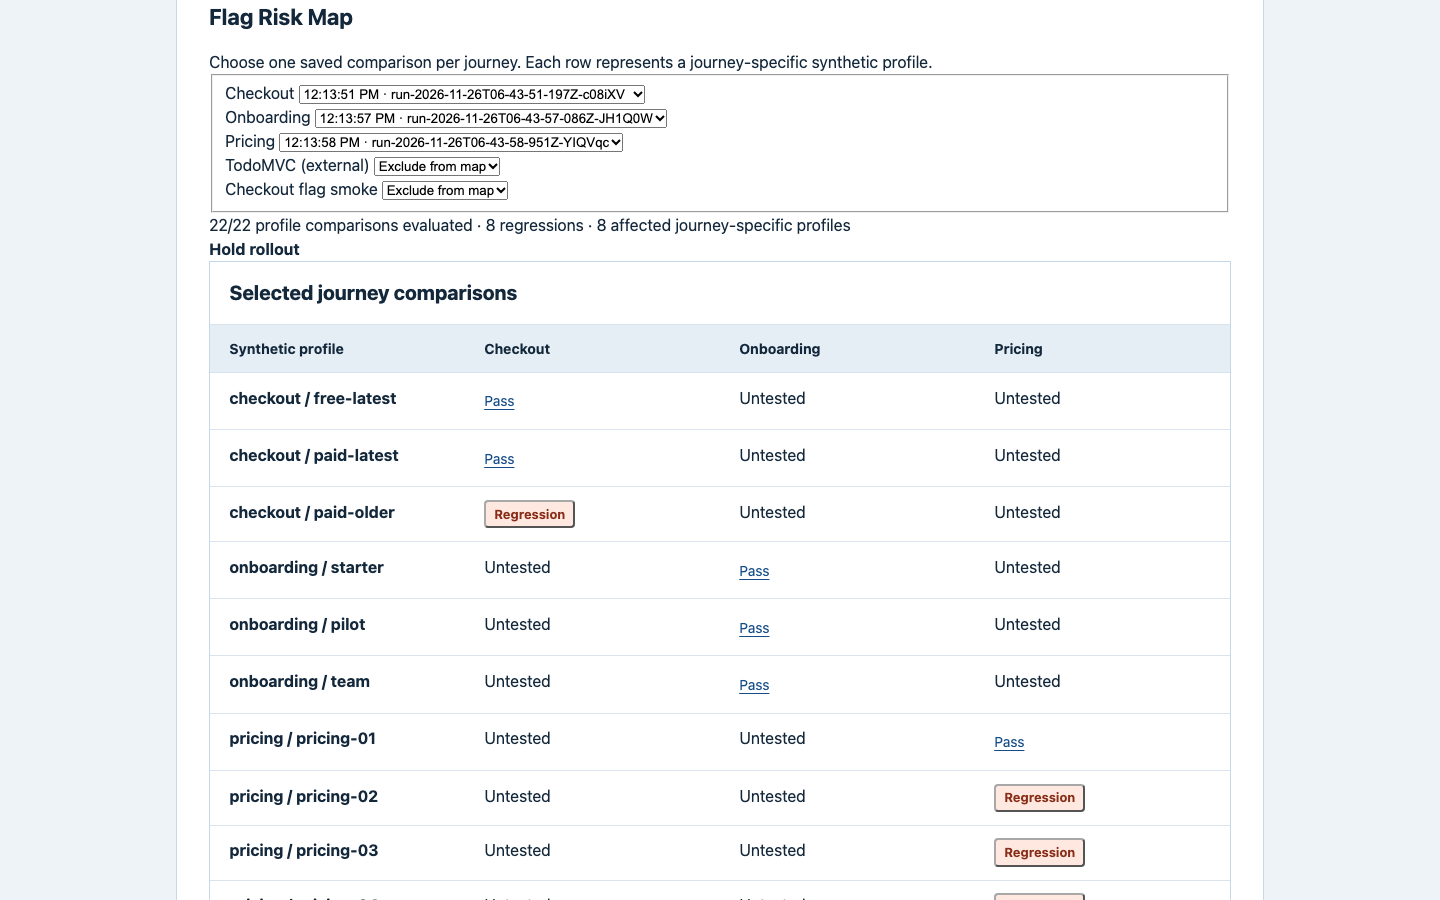 Flag Risk Map
Choose one saved comparison per journey. Each row represents a journey-specific synthetic profile.
Checkout 12:13:51 PM · run-2026-11-26T06-43-51-197Z-c08iXV
Onboarding 12:13:57 PM · run-2026-11-26T06-43-57-086Z-JH1Q0W
Pricing 12:13:58 PM · run-2026-11-26T06-43-58-951Z-YIQVqc
TodoMVC (external) Exclude from map
Checkout flag smoke Exclude from map
22/22 profile comparisons evaluated · 8 regressions · 8 affected journey-specific profiles
Hold rollout
Selected journey comparisons
Synthetic profile Checkout Onboarding Pricing
checkout / free-latest Pass Untested Untested
checkout / paid-latest Pass Untested Untested
checkout / paid-older Regression Untested Untested
onboarding / starter Untested Pass Untested
onboarding / pilot Untested Pass Untested
onboarding / team Untested Pass Untested
pricing / pricing-01 Untested Untested Pass
pricing / pricing-02 Untested Untested Regression
pricing / pricing-03 Untested Untested Regression